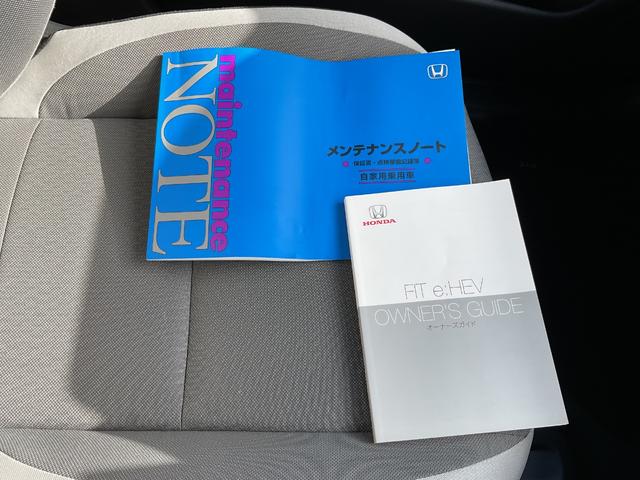 maintenance
NOTE
メンテナンスノート
保証書・点検整備記録簿
自家用乗用車
HONDA
FIT e:HEV
OWNER'S GUIDE
オーナーズガイド